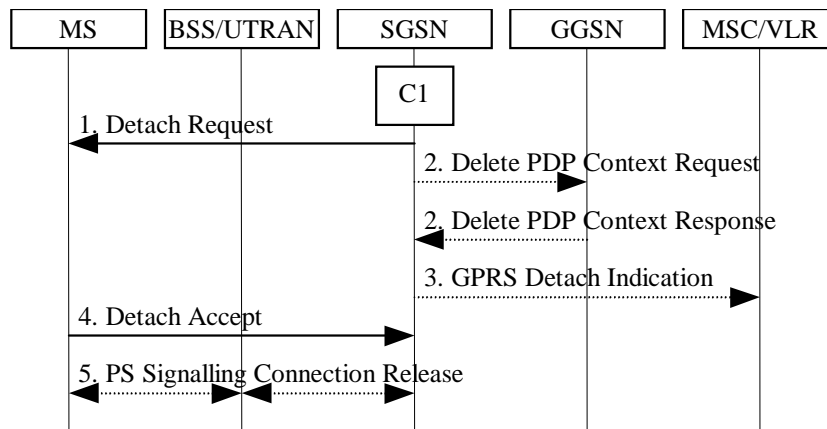 MS
BSS/UTRAN
SGSN
GGSN
MSC/VLR
C1
1. Detach Request
2. Delete PDP Context Request
2. Delete PDP Context Response
3. GPRS Detach Indication
4. Detach Accept
5. PS Signalling Connection Release